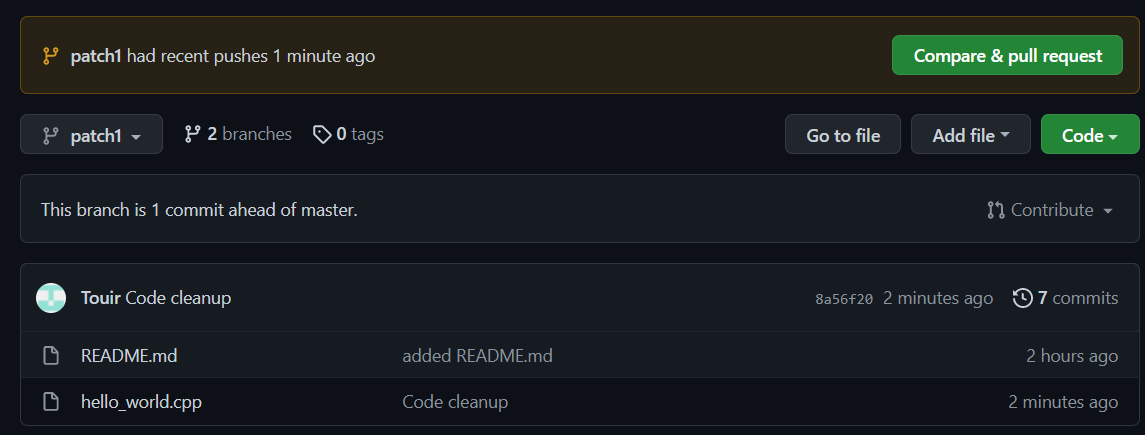 patch1 had recent pushes 1 minute ago Compare & pull request
patch1 2 branches 0 tags Go to file Add file Code
This branch is 1 commit ahead of master. Contribute
Touir Code cleanup 8a56f20 2 minutes ago 7 commits
README.md added README.md 2 hours ago
hello_world.cpp Code cleanup 2 minutes ago